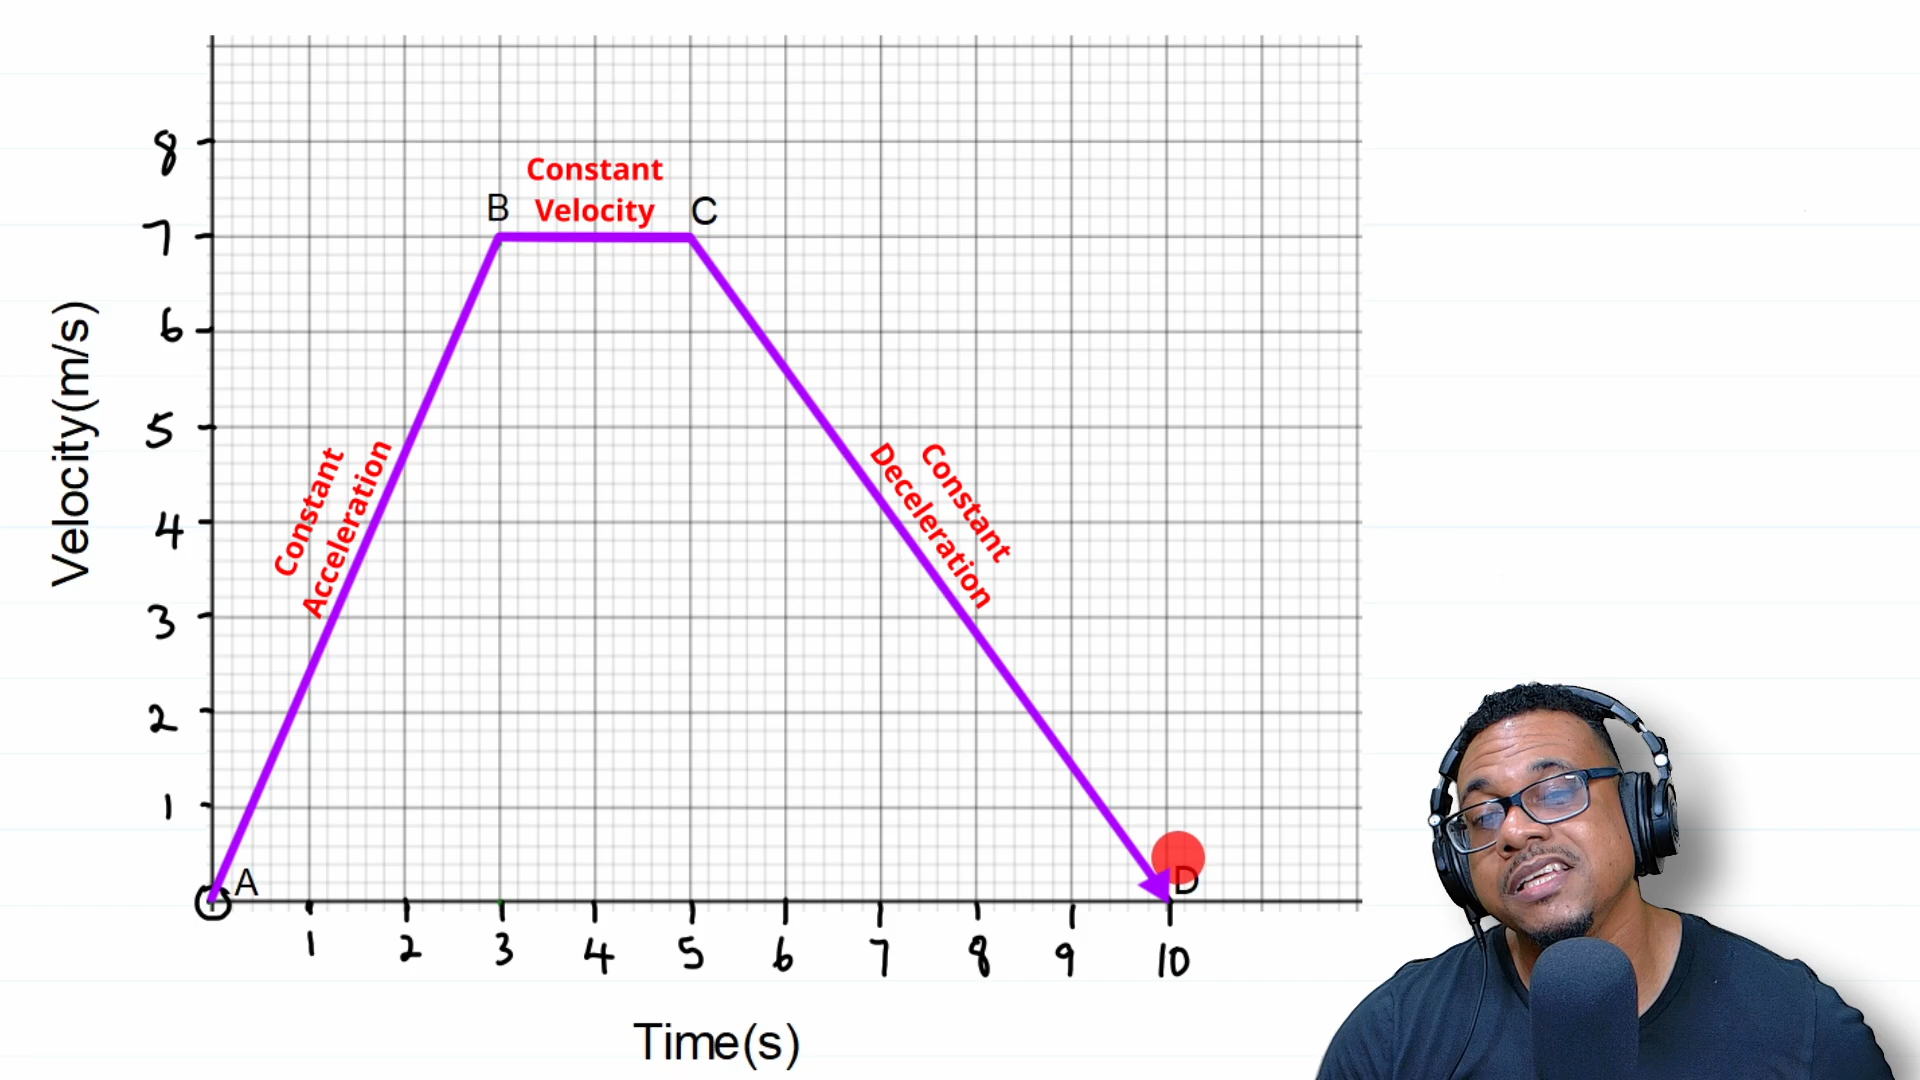 8
7
6
5
4
3
2
1
0
Velocity(m/s)
Constant
Velocity
B
C
Constant
Acceleration
Constant
Deceleration
A
D
1 2 3 4 5 6 7 8 9 10
Time(s)